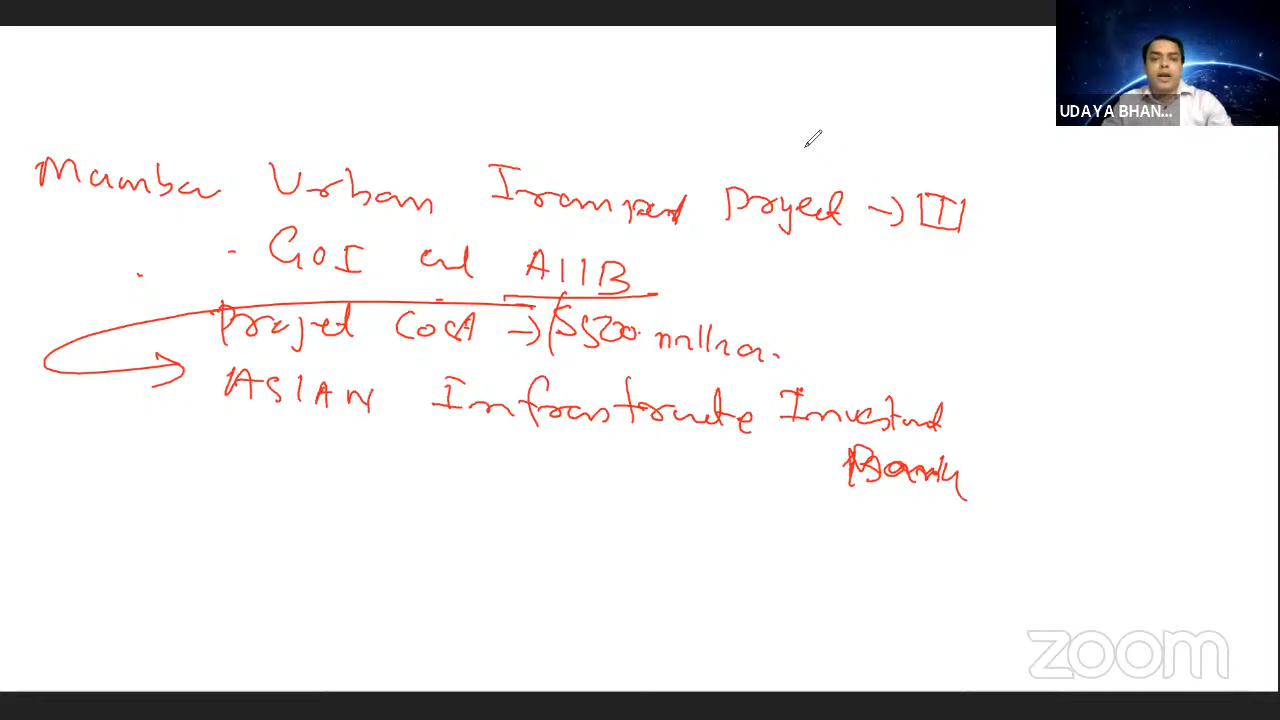 UDAYA BHAN...
Mumbai Urban Transport Project → III
· GOI and AIIB
Project Cost → $500 million.
ASIAN Infrastructure Investment
Bank
zoom